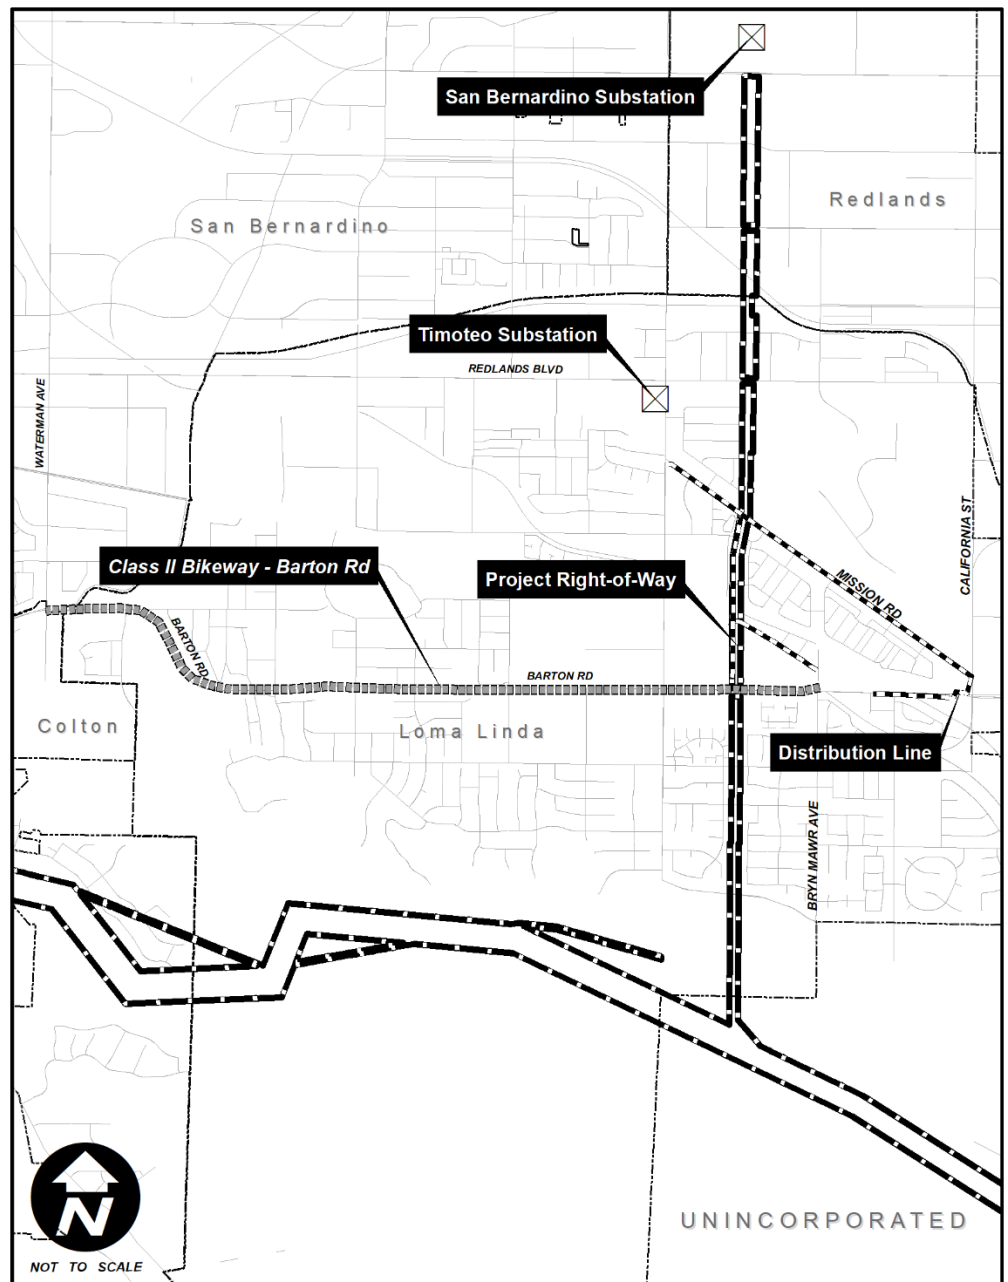 San Bernardino Substation
Redlands
San Bernardino
Timoteo Substation
REDLANDS BLVD
WATERMAN AVE
CALIFORNIA ST
Class II Bikeway - Barton Rd
Project Right-of-Way
MISSION RD
BARTON RD
BARTON RD
Colton
Loma Linda
Distribution Line
BRYN MAWR AVE
UNINCORPORATED
N
NOT TO SCALE